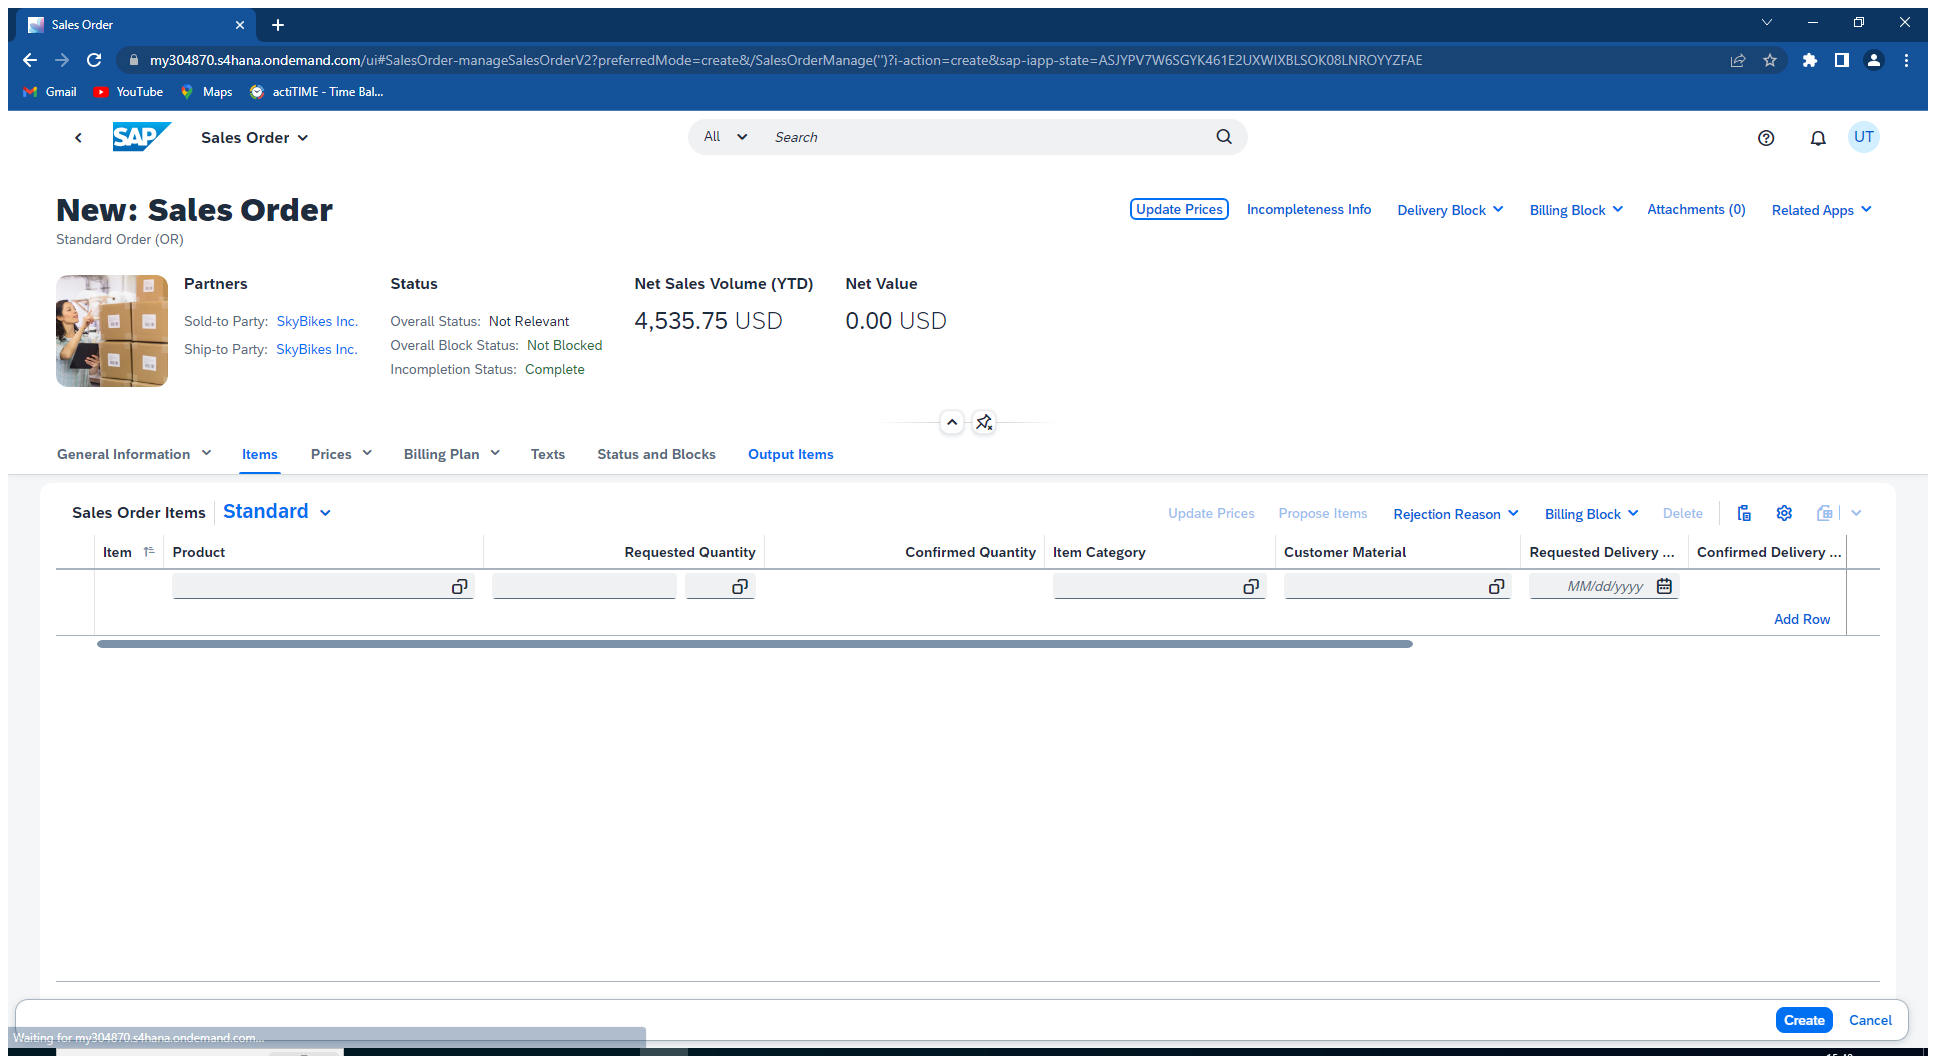 Sales Order
my304870.s4hana.ondemand.com/ui#SalesOrder-manageSalesOrderV2?preferredMode=create&/SalesOrderManage('')?i-action=create&sap-iapp-state=ASJYPV7W6SGYK461E2UXWIXBLSOK08LNROYYZFAE
Gmail YouTube Maps actiTIME - Time Bal...
SAP Sales Order All Search UT
New: Sales Order
Update Prices Incompleteness Info Delivery Block Billing Block Attachments (0) Related Apps
Standard Order (OR)
Partners Status Net Sales Volume (YTD) Net Value
Sold-to Party: SkyBikes Inc. Overall Status: Not Relevant 4,535.75 USD 0.00 USD
Ship-to Party: SkyBikes Inc. Overall Block Status: Not Blocked
Incompletion Status: Complete
General Information Items Prices Billing Plan Texts Status and Blocks Output Items
Sales Order Items Standard Update Prices Propose Items Rejection Reason Billing Block Delete
Item Product Requested Quantity Confirmed Quantity Item Category Customer Material Requested Delivery ... Confirmed Delivery ...
MM/dd/yyyy
Add Row
Create Cancel
Waiting for my304870.s4hana.ondemand.com...